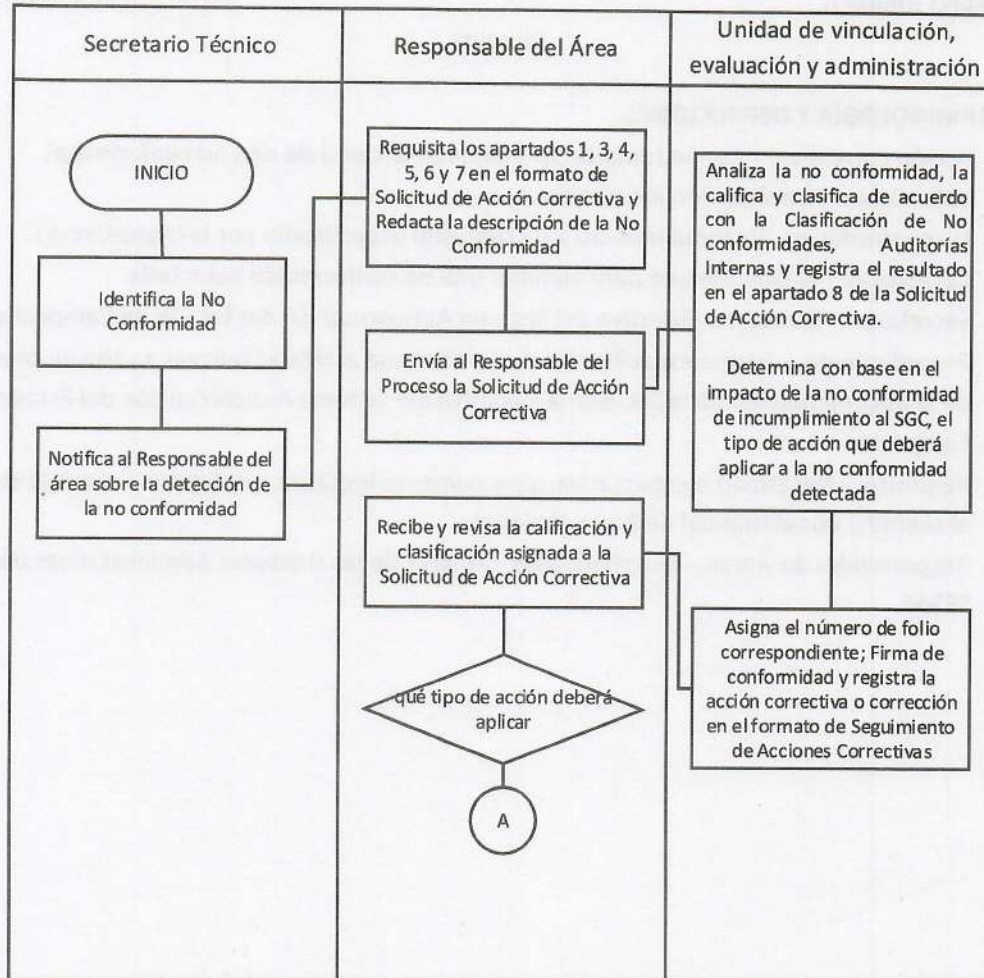 Secretario Técnico
Responsable del Área
Unidad de vinculación,
evaluación y administración
INICIO
Identifica la No
Conformidad
Notifica al Responsable del
área sobre la detección de
la no conformidad
Requisita los apartados 1, 3, 4,
5, 6 y 7 en el formato de
Solicitud de Acción Correctiva y
Redacta la descripción de la No
Conformidad
Envía al Responsable del
Proceso la Solicitud de Acción
Correctiva
Analiza la no conformidad, la
califica y clasifica de acuerdo
con la Clasificación de No
conformidades, Auditorías
Internas y registra el resultado
en el apartado 8 de la Solicitud
de Acción Correctiva.
Determina con base en el
impacto de la no conformidad
de incumplimiento al SGC, el
tipo de acción que deberá
aplicar a la no conformidad
detectada
Asigna el número de folio
correspondiente; Firma de
conformidad y registra la
acción correctiva o corrección
en el formato de Seguimiento
de Acciones Correctivas
Recibe y revisa la calificación y
clasificación asignada a la
Solicitud de Acción Correctiva
qué tipo de acción deberá
aplicar
A